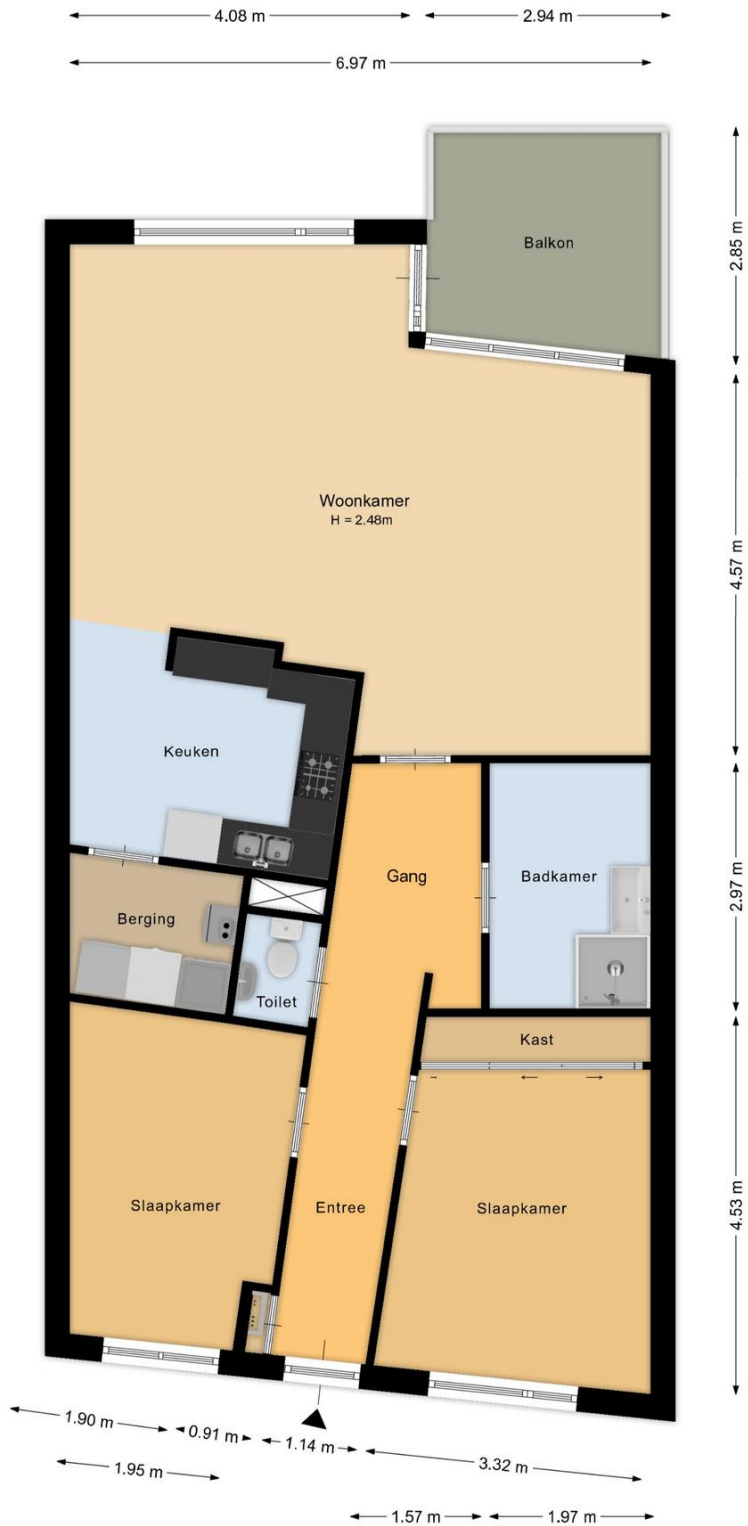 4.08 m
2.94 m
6.97 m
Balkon
2.85 m
Woonkamer
H = 2.48m
4.57 m
Keuken
Gang
Badkamer
2.97 m
Berging
Toilet
Kast
Slaapkamer
Entree
Slaapkamer
4.53 m
1.90 m
0.91 m
1.14 m
3.32 m
1.95 m
1.57 m
1.97 m